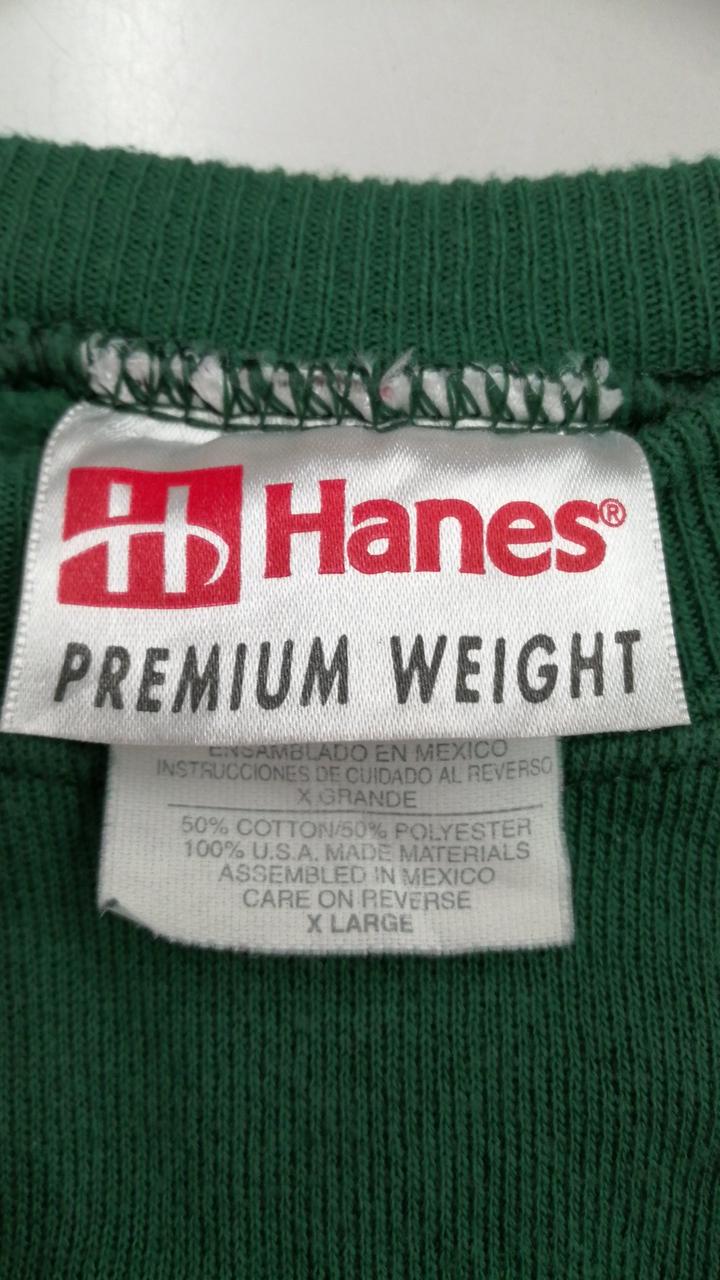 H Hanes®
PREMIUM WEIGHT
ENSAMBLADO EN MEXICO
INSTRUCCIONES DE CUIDADO AL REVERSO
X GRANDE
50% COTTON/50% POLYESTER
100% U.S.A. MADE MATERIALS
ASSEMBLED IN MEXICO
CARE ON REVERSE
X LARGE